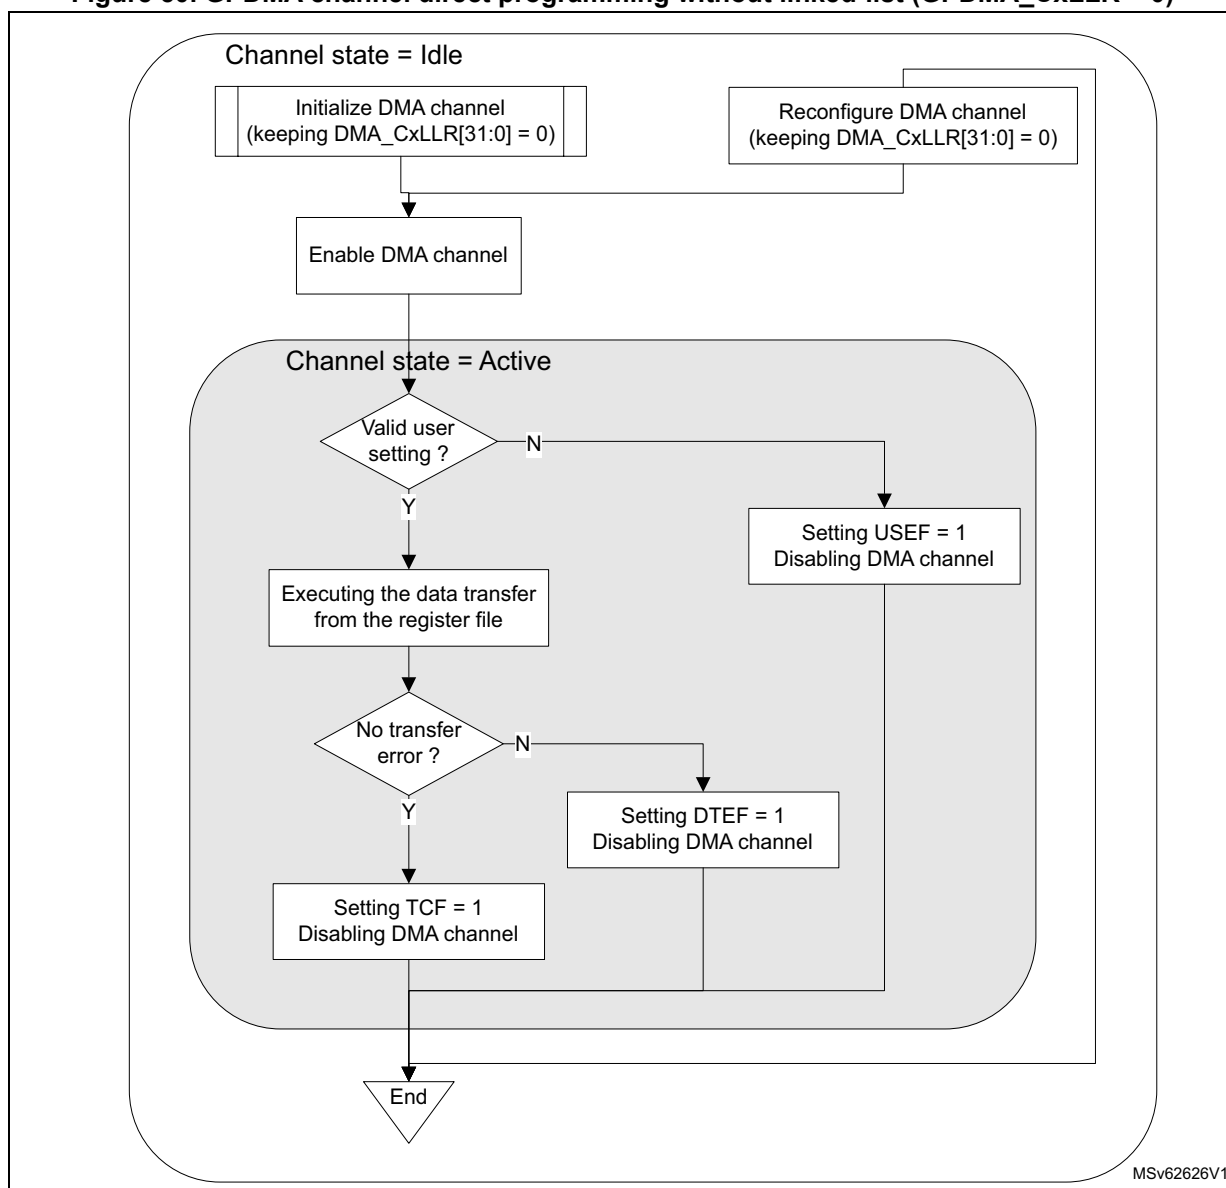 Channel state = Idle
Initialize DMA channel
(keeping DMA_CxLLR[31:0] = 0)
Reconfigure DMA channel
(keeping DMA_CxLLR[31:0] = 0)
Enable DMA channel
Channel state = Active
Valid user
setting ?
N
Y
Setting USEF = 1
Disabling DMA channel
Executing the data transfer
from the register file
No transfer
error ?
N
Y
Setting DTEF = 1
Disabling DMA channel
Setting TCF = 1
Disabling DMA channel
End
MSv62626V1